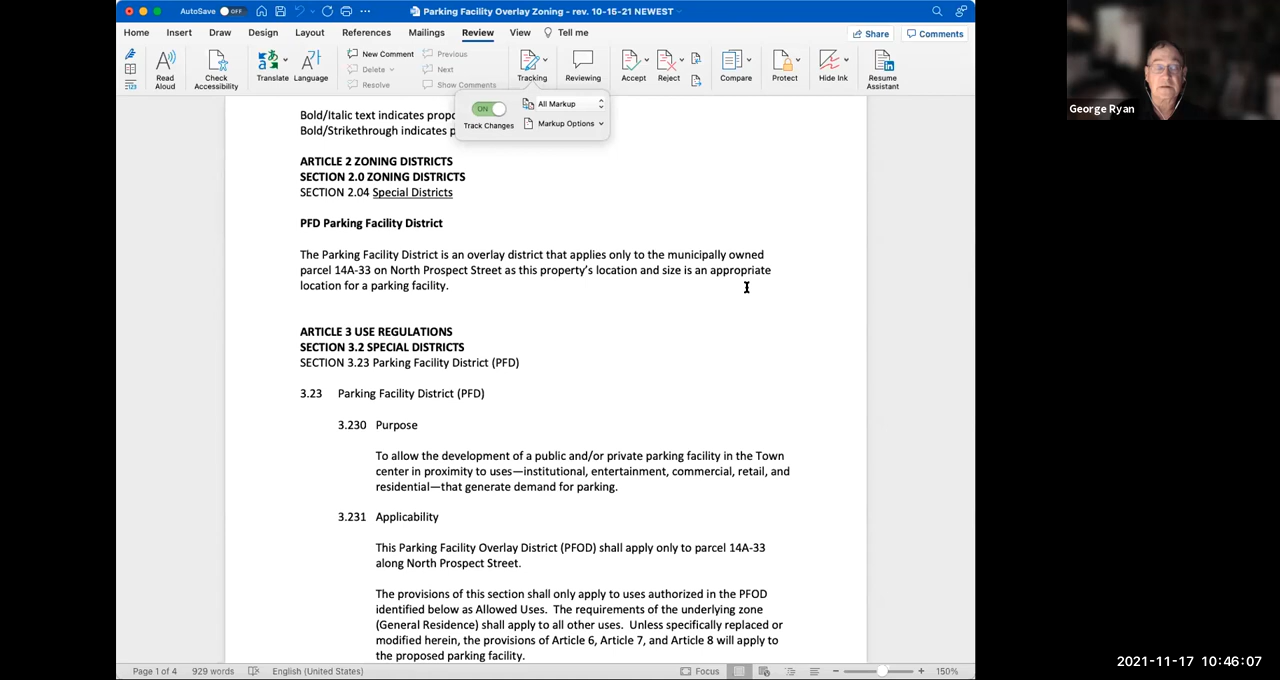 AutoSave OFF
Parking Facility Overlay Zoning - rev. 10-16-21 NEWEST
Home Insert Draw Design Layout References Mailings Review View Tell me Share Comments
Read Aloud
Check Accessibility
Translate
Language
New Comment
Delete
Resolve
Previous
Next
Show Comments
Tracking
Reviewing
Accept
Reject
Compare
Protect
Hide Ink
Resume Assistant
ON
Track Changes
All Markup
Markup Options
George Ryan
Bold/Italic text indicates
Bold/Strikethrough indicates
ARTICLE 2 ZONING DISTRICTS
SECTION 2.0 ZONING DISTRICTS
SECTION 2.04 Special Districts
PFD Parking Facility District
The Parking Facility District is an overlay district that applies only to the municipally owned
parcel 14A-33 on North Prospect Street as this property's location and size is an appropriate
location for a parking facility.
ARTICLE 3 USE REGULATIONS
SECTION 3.2 SPECIAL DISTRICTS
SECTION 3.23 Parking Facility District (PFD)
3.23 Parking Facility District (PFD)
3.230 Purpose
To allow the development of a public and/or private parking facility in the Town
center in proximity to uses—institutional, entertainment, commercial, retail, and
residential—that generate demand for parking.
3.231 Applicability
This Parking Facility Overlay District (PFOD) shall apply only to parcel 14A-33
along North Prospect Street.
The provisions of this section shall only apply to uses authorized in the PFOD
identified below as Allowed Uses. The requirements of the underlying zone
(General Residence) shall apply to all other uses. Unless specifically replaced or
modified herein, the provisions of Article 6, Article 7, and Article 8 will apply to
the proposed parking facility.
Page 1 of 4 929 words English (United States) Focus 150%
2021-11-17 10:46:07